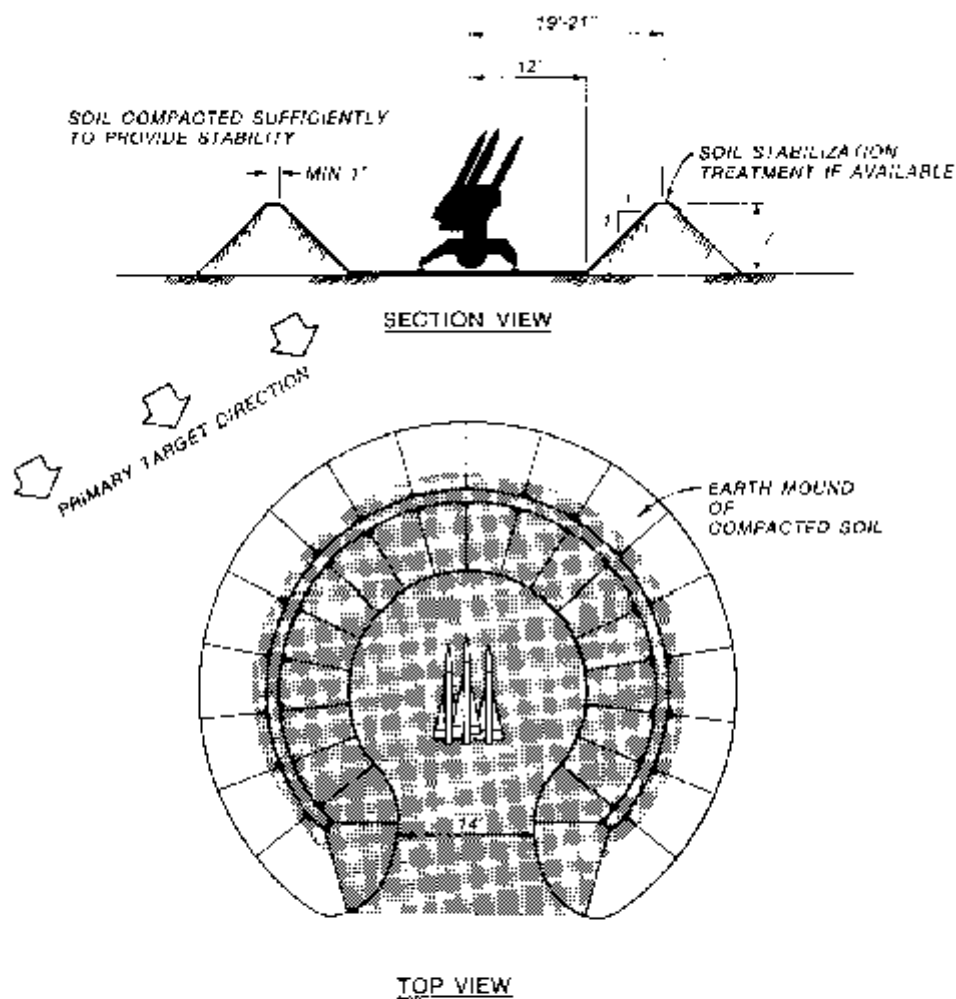 19'-21"
12'
SOIL COMPACTED SUFFICIENTLY
TO PROVIDE STABILITY
MIN 1"
SOIL STABILIZATION
TREATMENT IF AVAILABLE
1
1
SECTION VIEW
PRIMARY TARGET DIRECTION
EARTH MOUND
OF
COMPACTED SOIL
14'
TOP VIEW